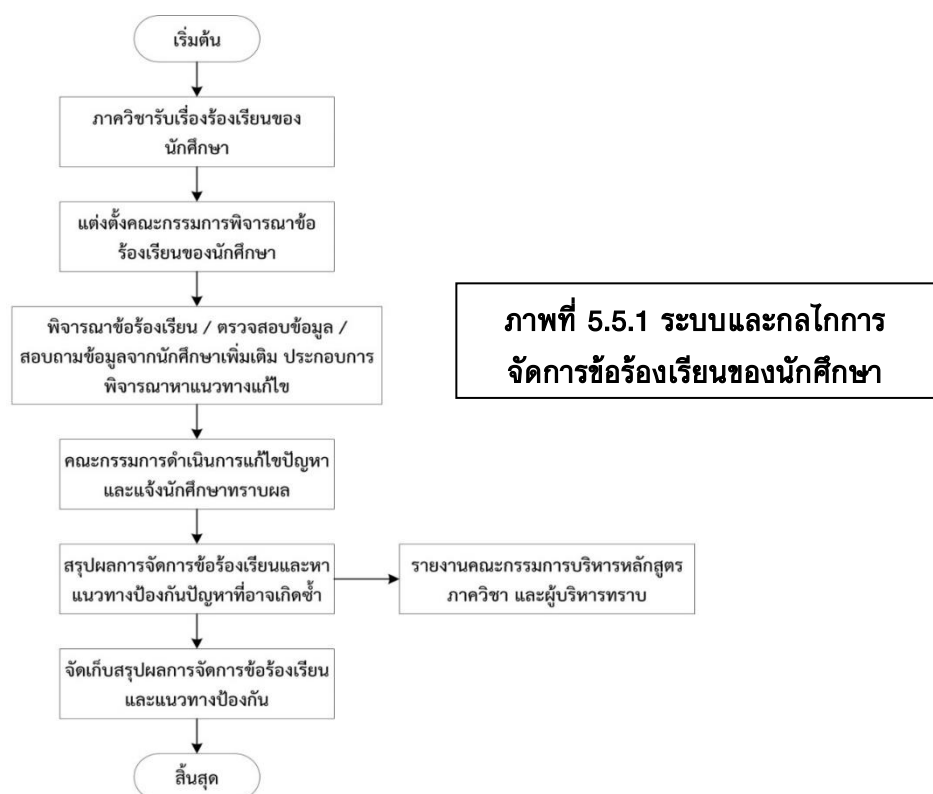 เริ่มต้น
ภาควิชารับเรื่องร้องเรียนของ
นักศึกษา
แต่งตั้งคณะกรรมการพิจารณาข้อ
ร้องเรียนของนักศึกษา
พิจารณาข้อร้องเรียน / ตรวจสอบข้อมูล /
สอบถามข้อมูลจากนักศึกษาเพิ่มเติม ประกอบการ
พิจารณาหาแนวทางแก้ไข
ภาพที่ 5.5.1 ระบบและกลไกการ
จัดการข้อร้องเรียนของนักศึกษา
คณะกรรมการดำเนินการแก้ไขปัญหา
และแจ้งนักศึกษาทราบผล
สรุปผลการจัดการข้อร้องเรียนและหา
แนวทางป้องกันปัญหาที่อาจเกิดซ้ำ
รายงานคณะกรรมการบริหารหลักสูตร
ภาควิชา และผู้บริหารทราบ
จัดเก็บสรุปผลการจัดการข้อร้องเรียน
และแนวทางป้องกัน
สิ้นสุด